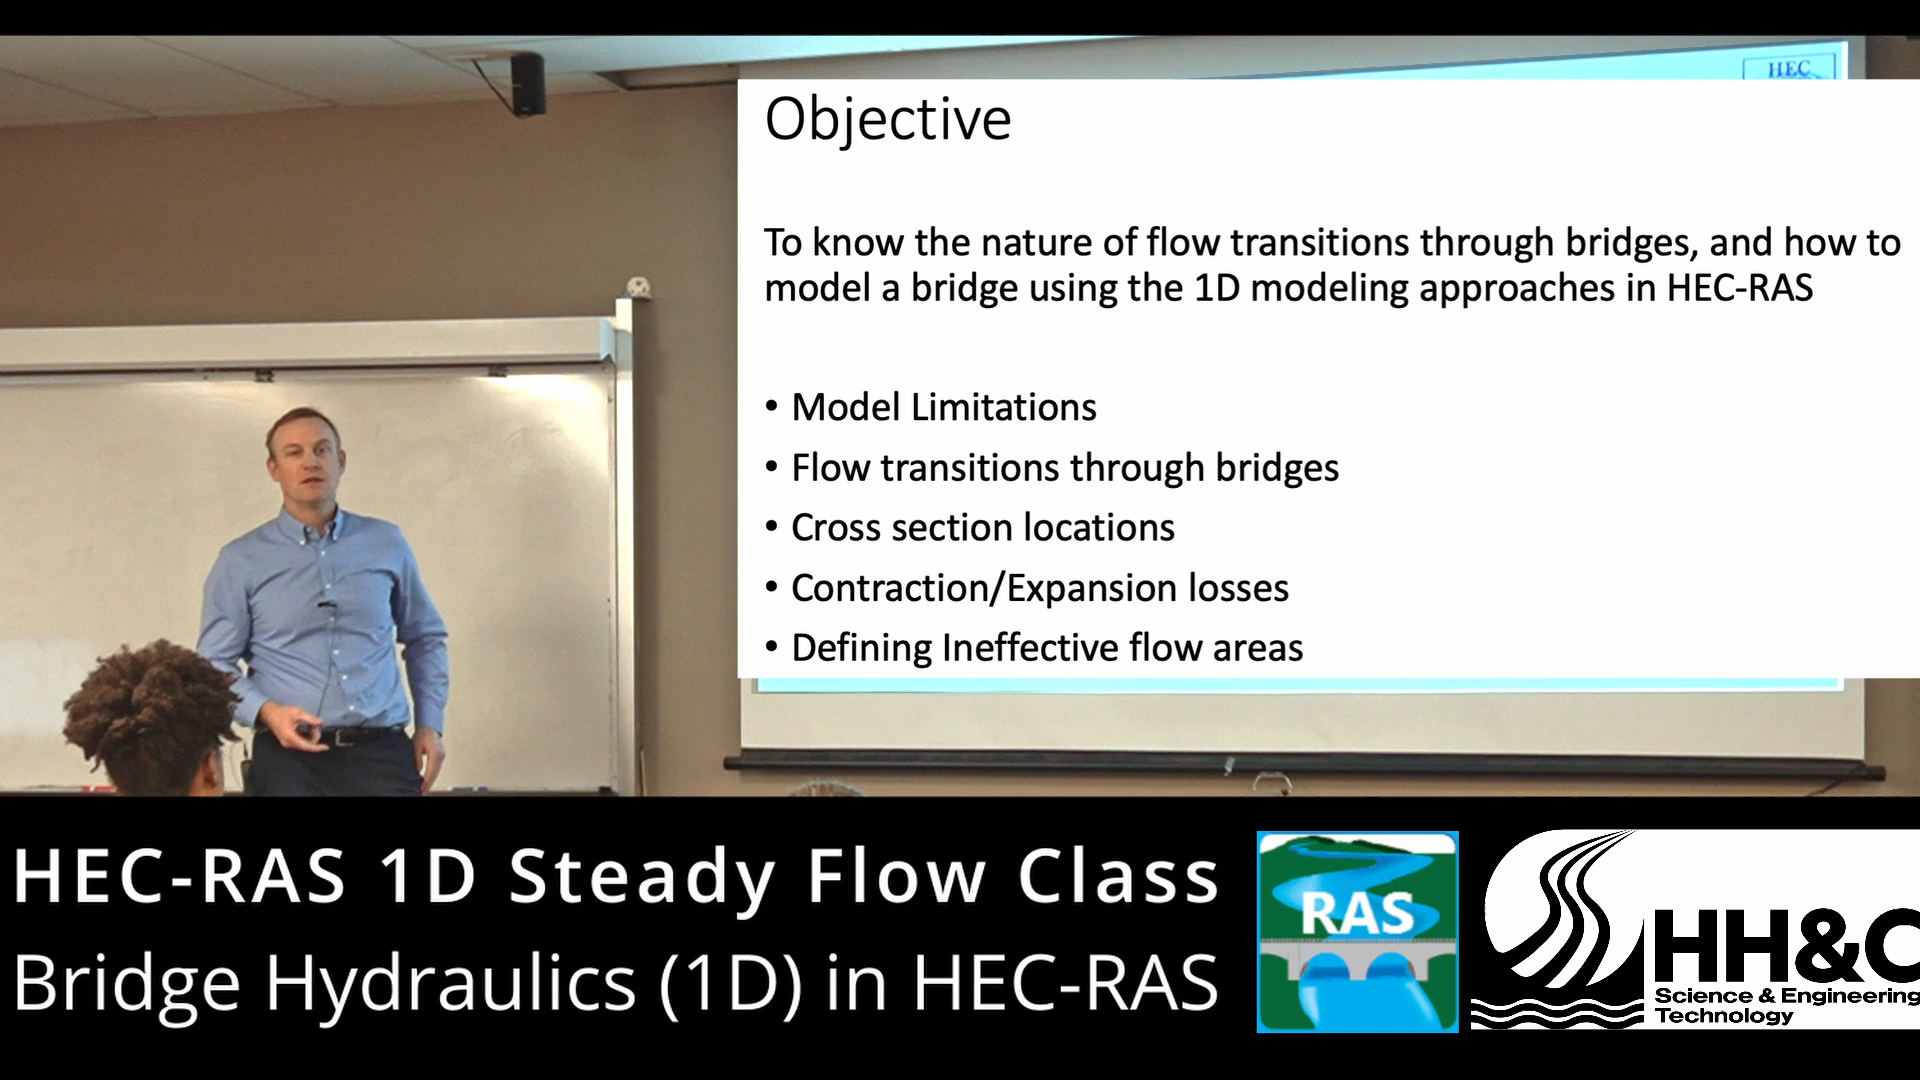 HEC
Objective
To know the nature of flow transitions through bridges, and how to
model a bridge using the 1D modeling approaches in HEC-RAS
• Model Limitations
• Flow transitions through bridges
• Cross section locations
• Contraction/Expansion losses
• Defining Ineffective flow areas
HEC-RAS 1D Steady Flow Class
Bridge Hydraulics (1D) in HEC-RAS
RAS
HH&C
Science & Engineering
Technology